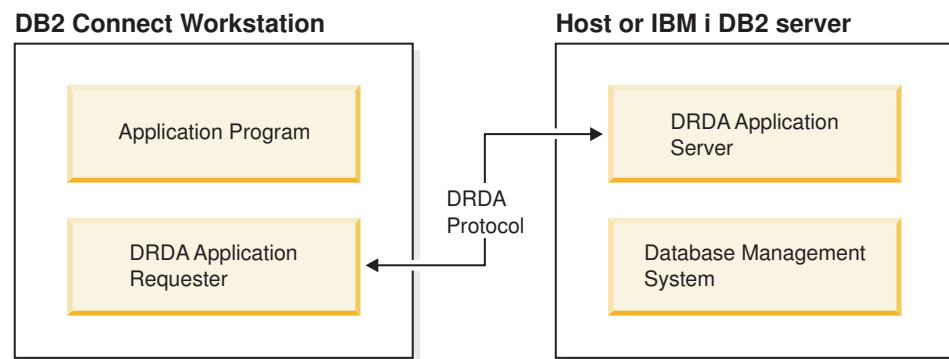 DB2 Connect Workstation
Application Program
DRDA Application
Requester
DRDA
Protocol
Host or IBM i DB2 server
DRDA Application
Server
Database Management
System